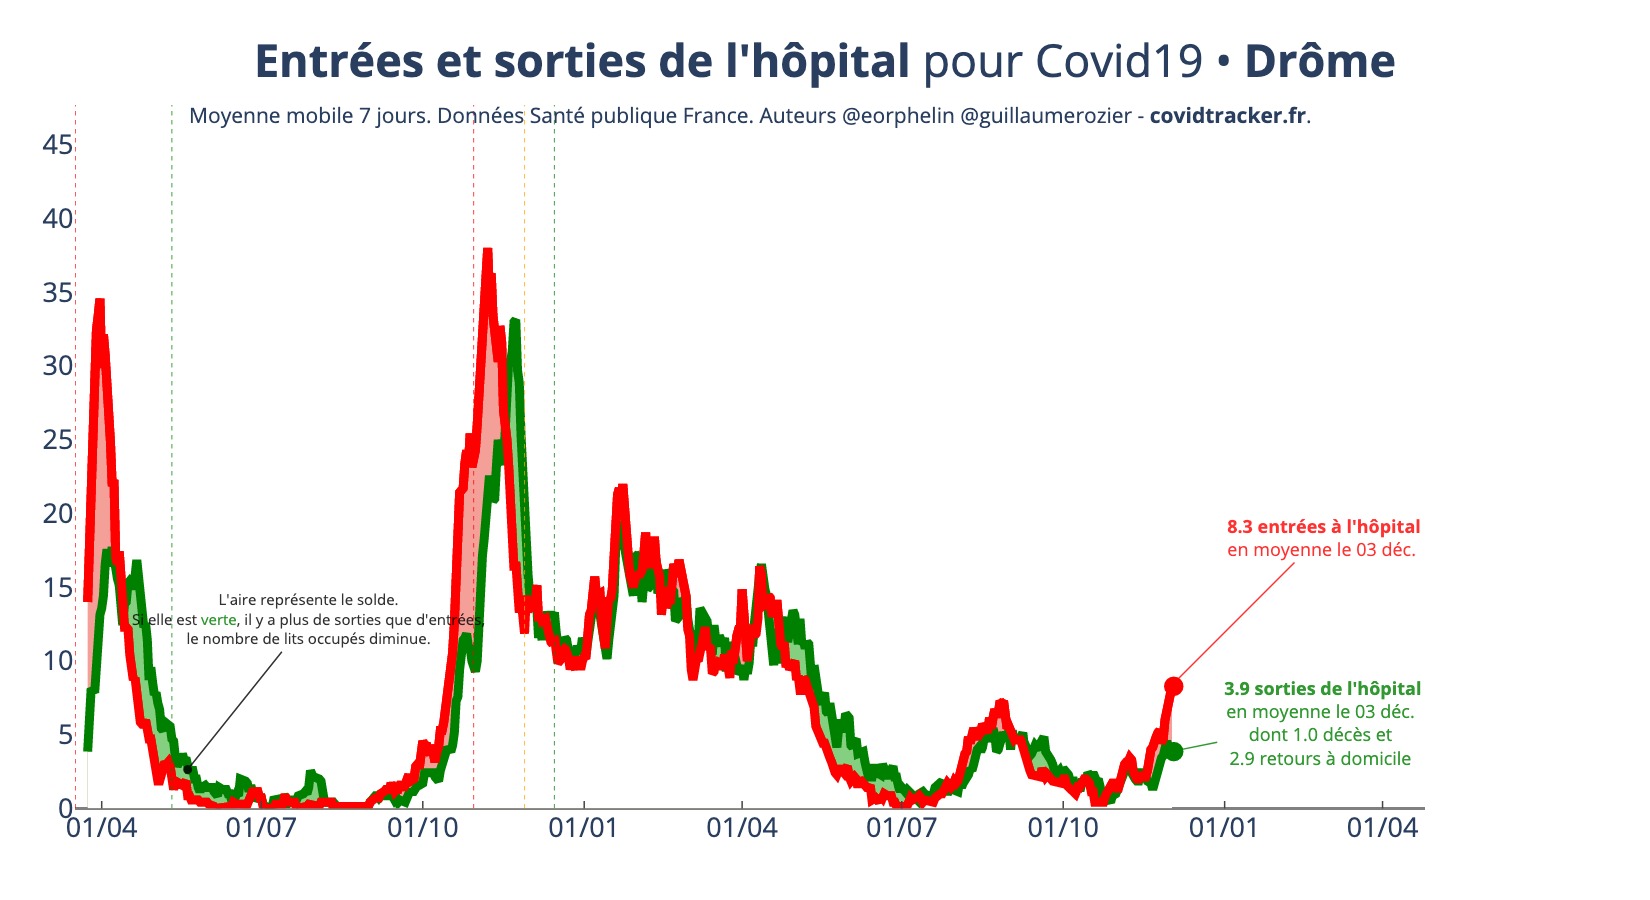 Entrées et sorties de l'hôpital pour Covid19 • Drôme
Moyenne mobile 7 jours. Données Santé publique France. Auteurs @eorphelin @guillaumerozier - covidtracker.fr.
45
40
35
30
25
20
15
10
5
0
L'aire représente le solde.
Si elle est verte, il y a plus de sorties que d'entrées,
le nombre de lits occupés diminue.
8.3 entrées à l'hôpital
en moyenne le 03 déc.
3.9 sorties de l'hôpital
en moyenne le 03 déc.
dont 1.0 décès et
2.9 retours à domicile
01/04 01/07 01/10 01/01 01/04 01/07 01/10 01/01 01/04